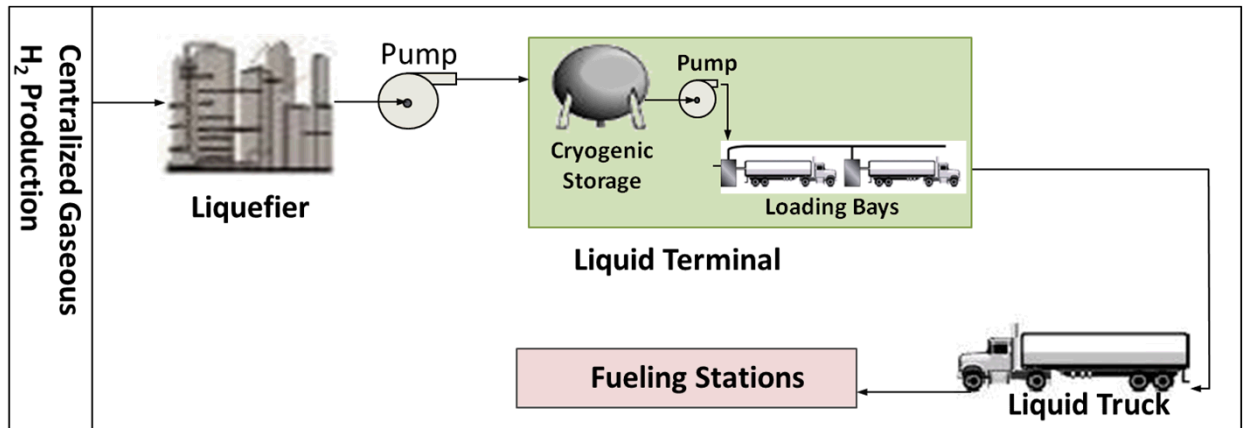 Centralized Gaseous
H₂ Production
Liquefier
Pump
Cryogenic
Storage
Pump
Loading Bays
Liquid Terminal
Fueling Stations
Liquid Truck